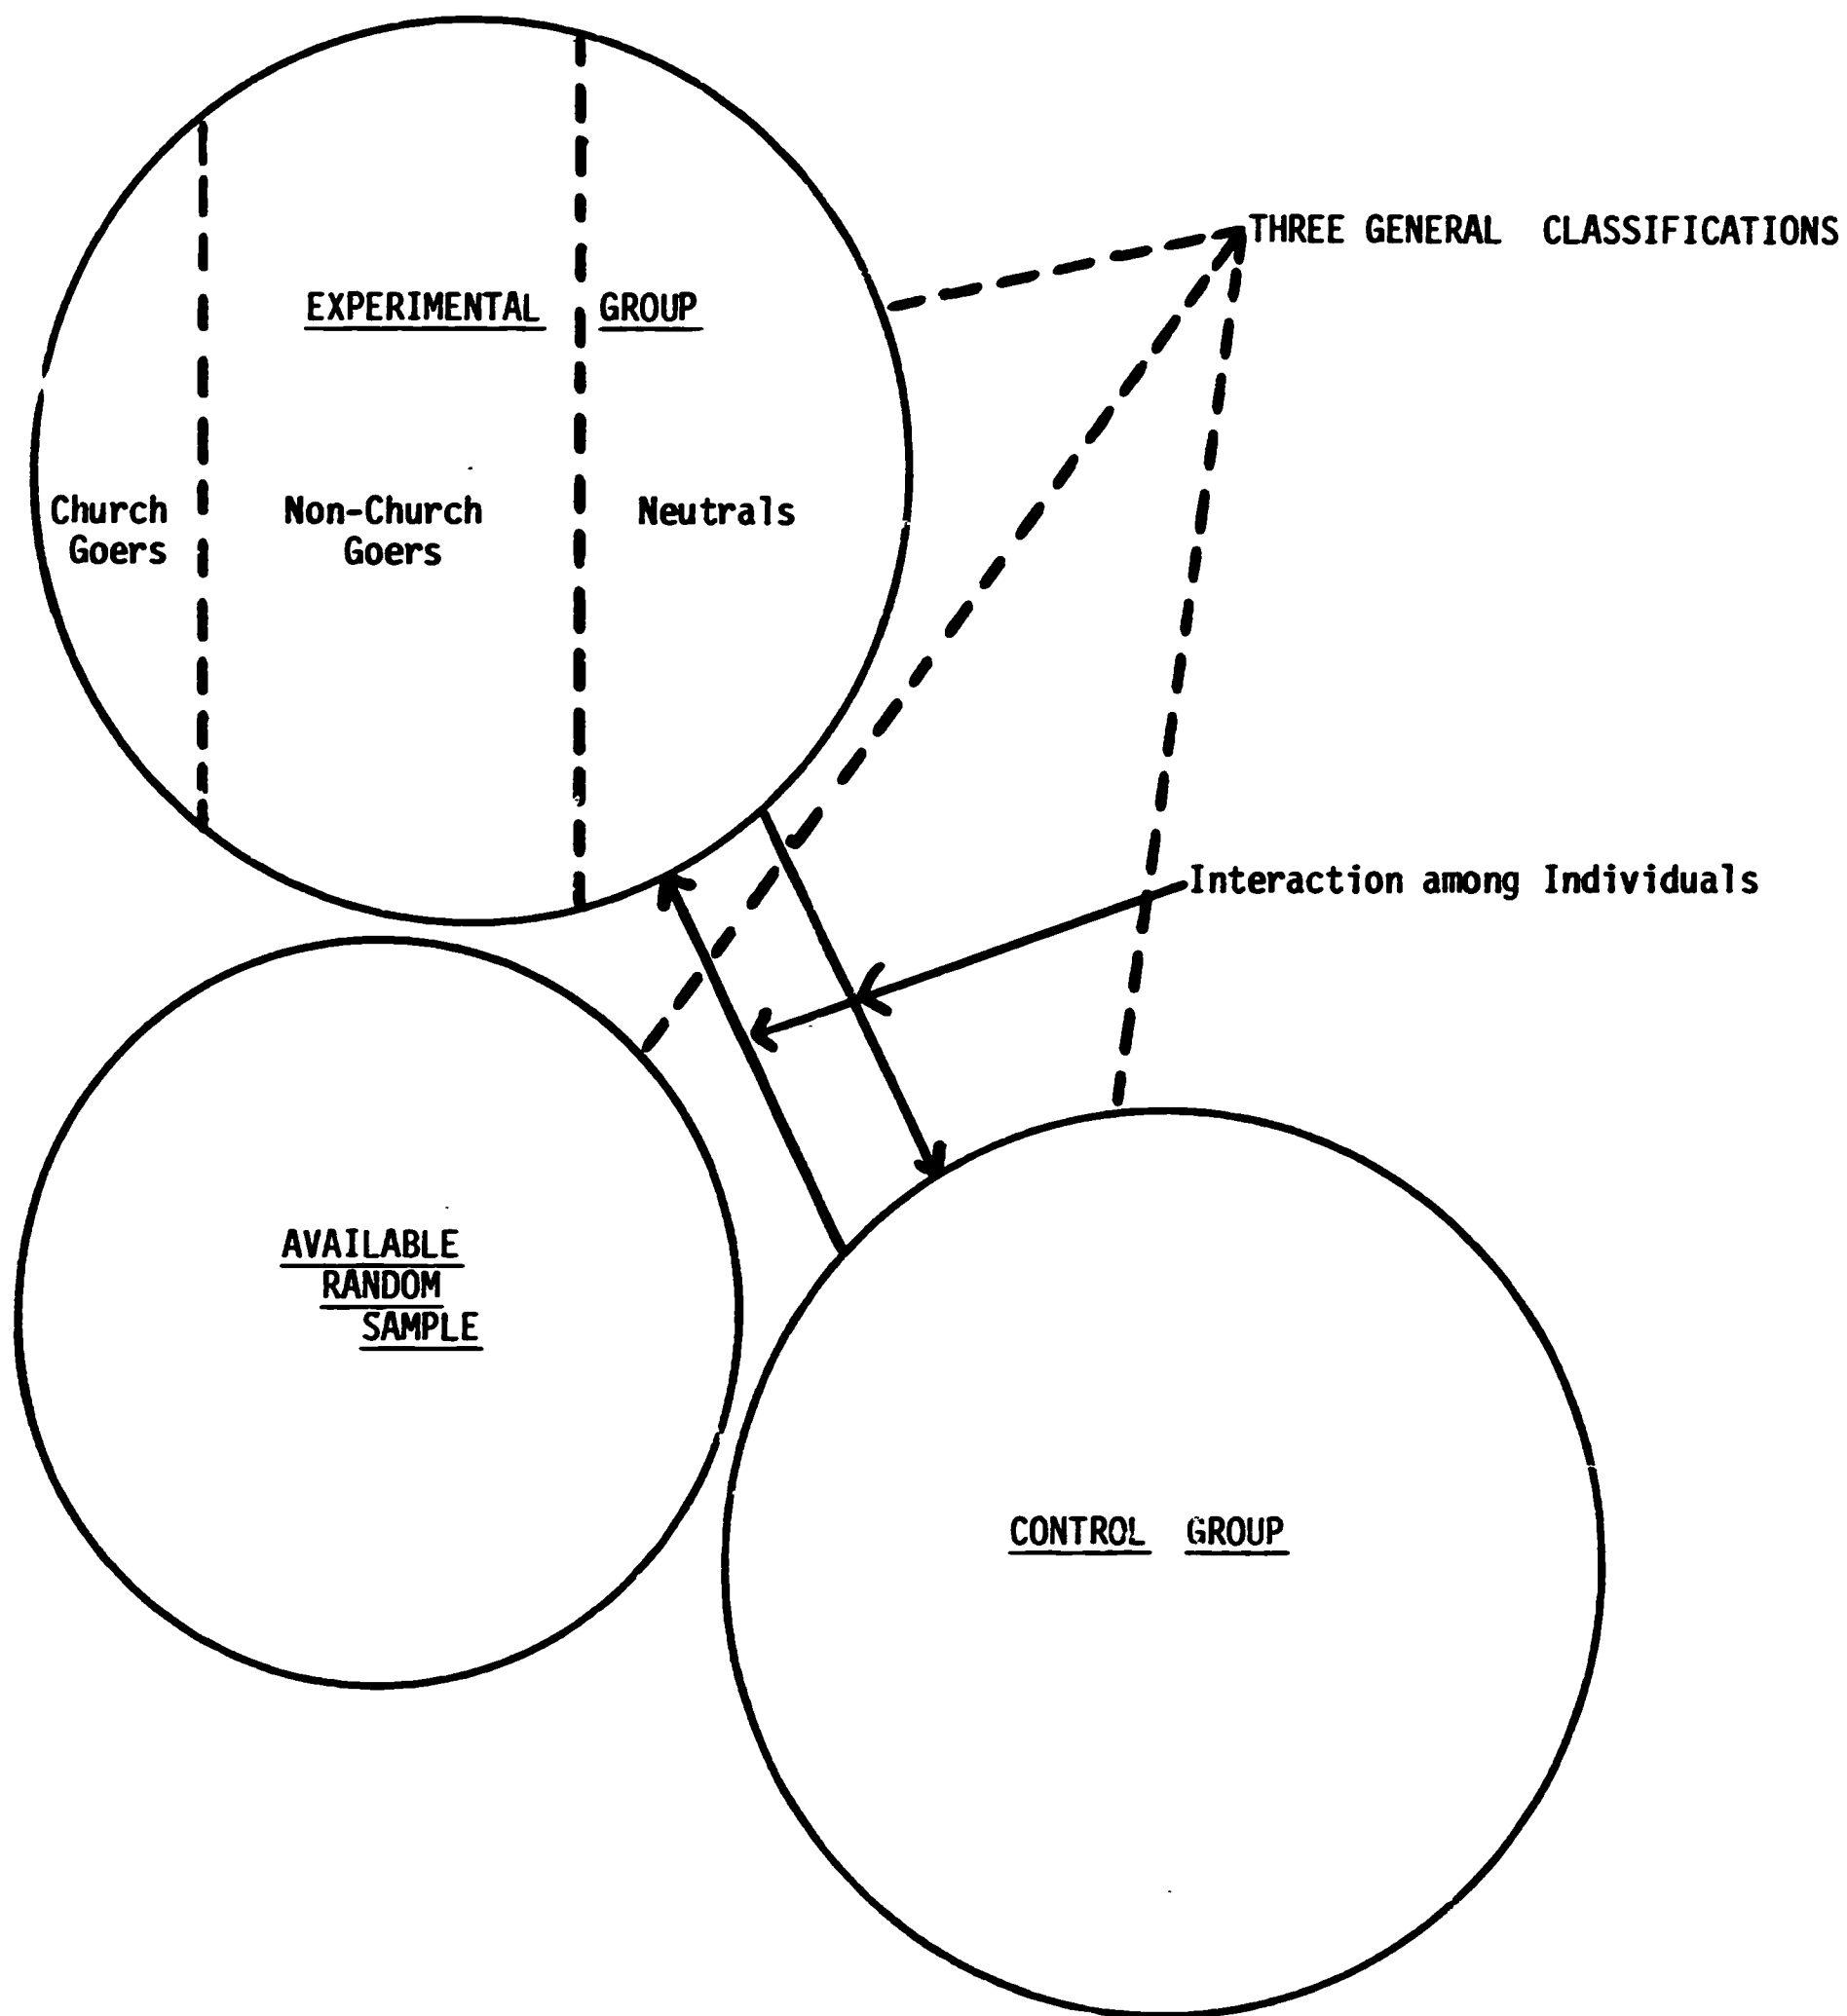 THREE GENERAL CLASSIFICATIONS
EXPERIMENTAL GROUP
Church
Goers
Non-Church
Goers
Neutrals
Interaction among Individuals
AVAILABLE
RANDOM
SAMPLE
CONTROL GROUP